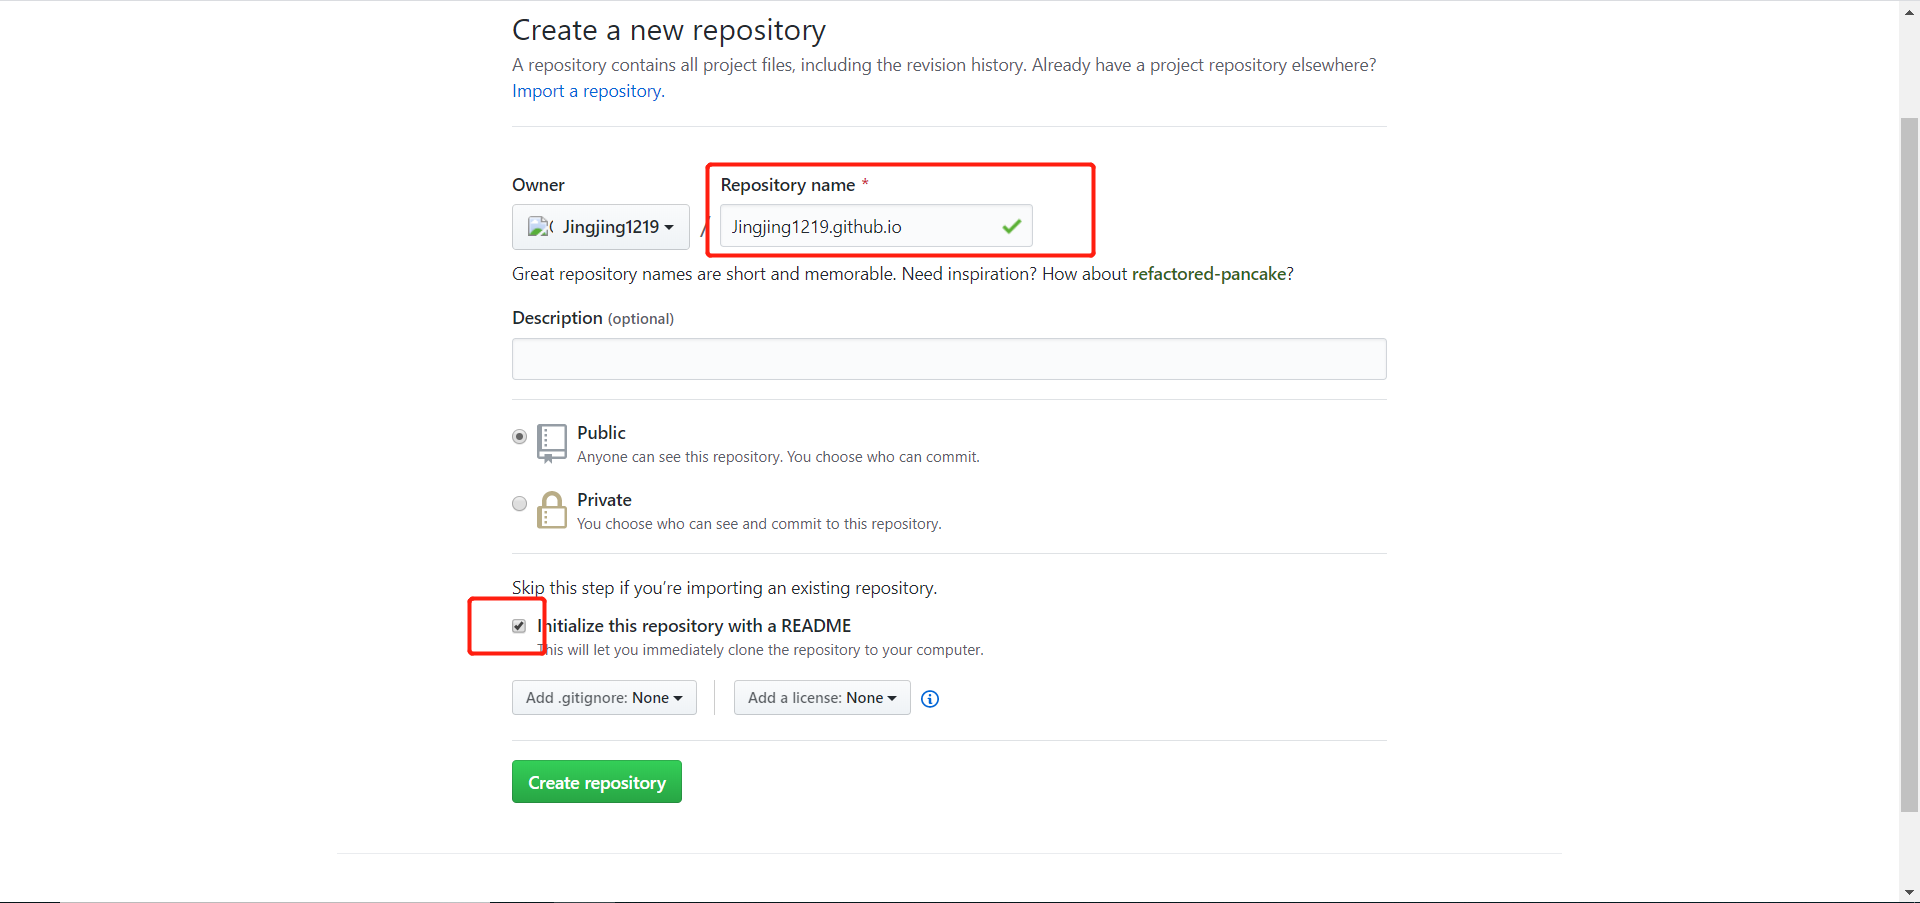 Create a new repository
A repository contains all project files, including the revision history. Already have a project repository elsewhere?
Import a repository.
Owner
Repository name *
Jingjing1219
/
Jingjing1219.github.io
Great repository names are short and memorable. Need inspiration? How about refactored-pancake?
Description (optional)
Public
Anyone can see this repository. You choose who can commit.
Private
You choose who can see and commit to this repository.
Skip this step if you’re importing an existing repository.
Initialize this repository with a README
This will let you immediately clone the repository to your computer.
Add .gitignore: None
Add a license: None
Create repository